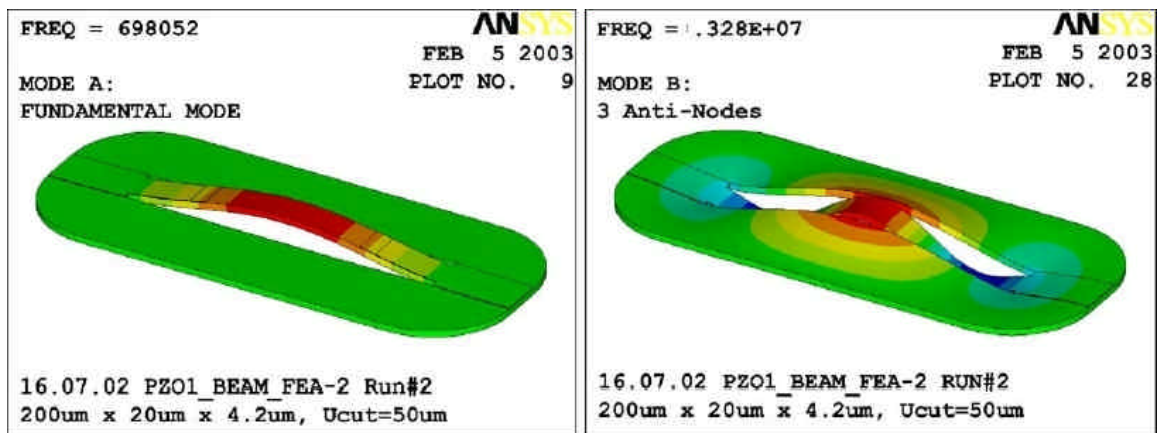 FREQ = 698052
ANSYS
FEB 5 2003
MODE A:
PLOT NO. 9
FUNDAMENTAL MODE
16.07.02 PZO1_BEAM_FEA-2 Run#2
200um x 20um x 4.2um, Ucut=50um
FREQ = .328E+07
ANSYS
FEB 5 2003
MODE B:
PLOT NO. 28
3 Anti-Nodes
16.07.02 PZO1_BEAM_FEA-2 RUN#2
200um x 20um x 4.2um, Ucut=50um